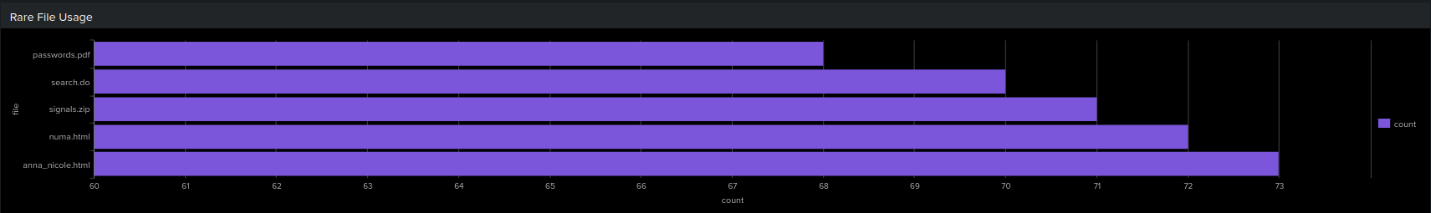 Rare File Usage
passwords.pdf
search.do
signals.zip
numa.html
anna_nicole.html
file
60 61 62 63 64 65 66 67 68 69 70 71 72 73
count
count